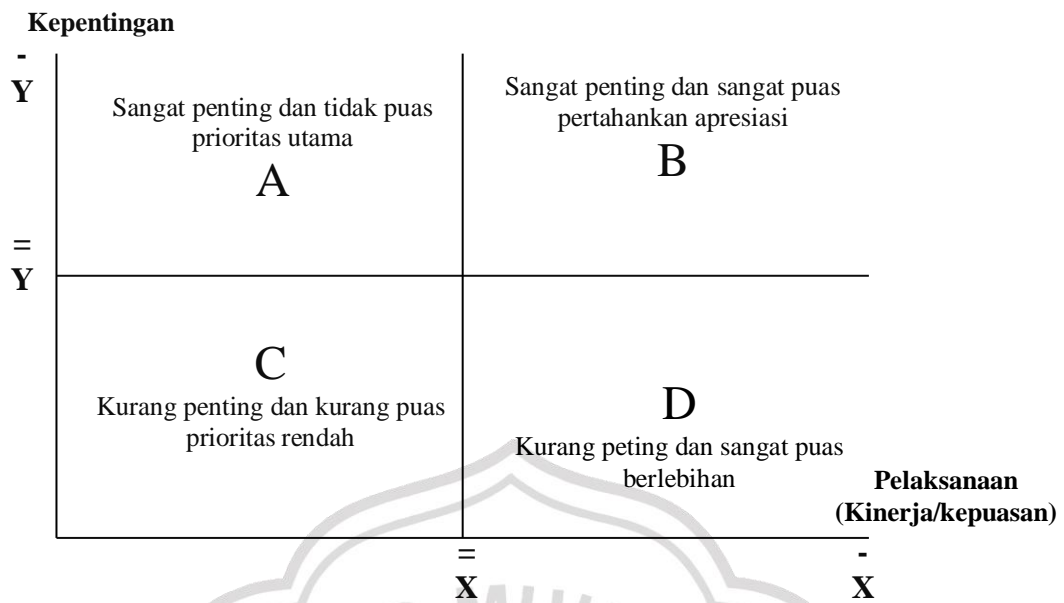 Kepentingan
-
Y
Sangat penting dan tidak puas
prioritas utama
A
Sangat penting dan sangat puas
pertahankan apresiasi
B
=
Y
C
Kurang penting dan kurang puas
prioritas rendah
D
Kurang peting dan sangat puas
berlebihan
Pelaksanaan
(Kinerja/kepuasan)
=
X
-
X